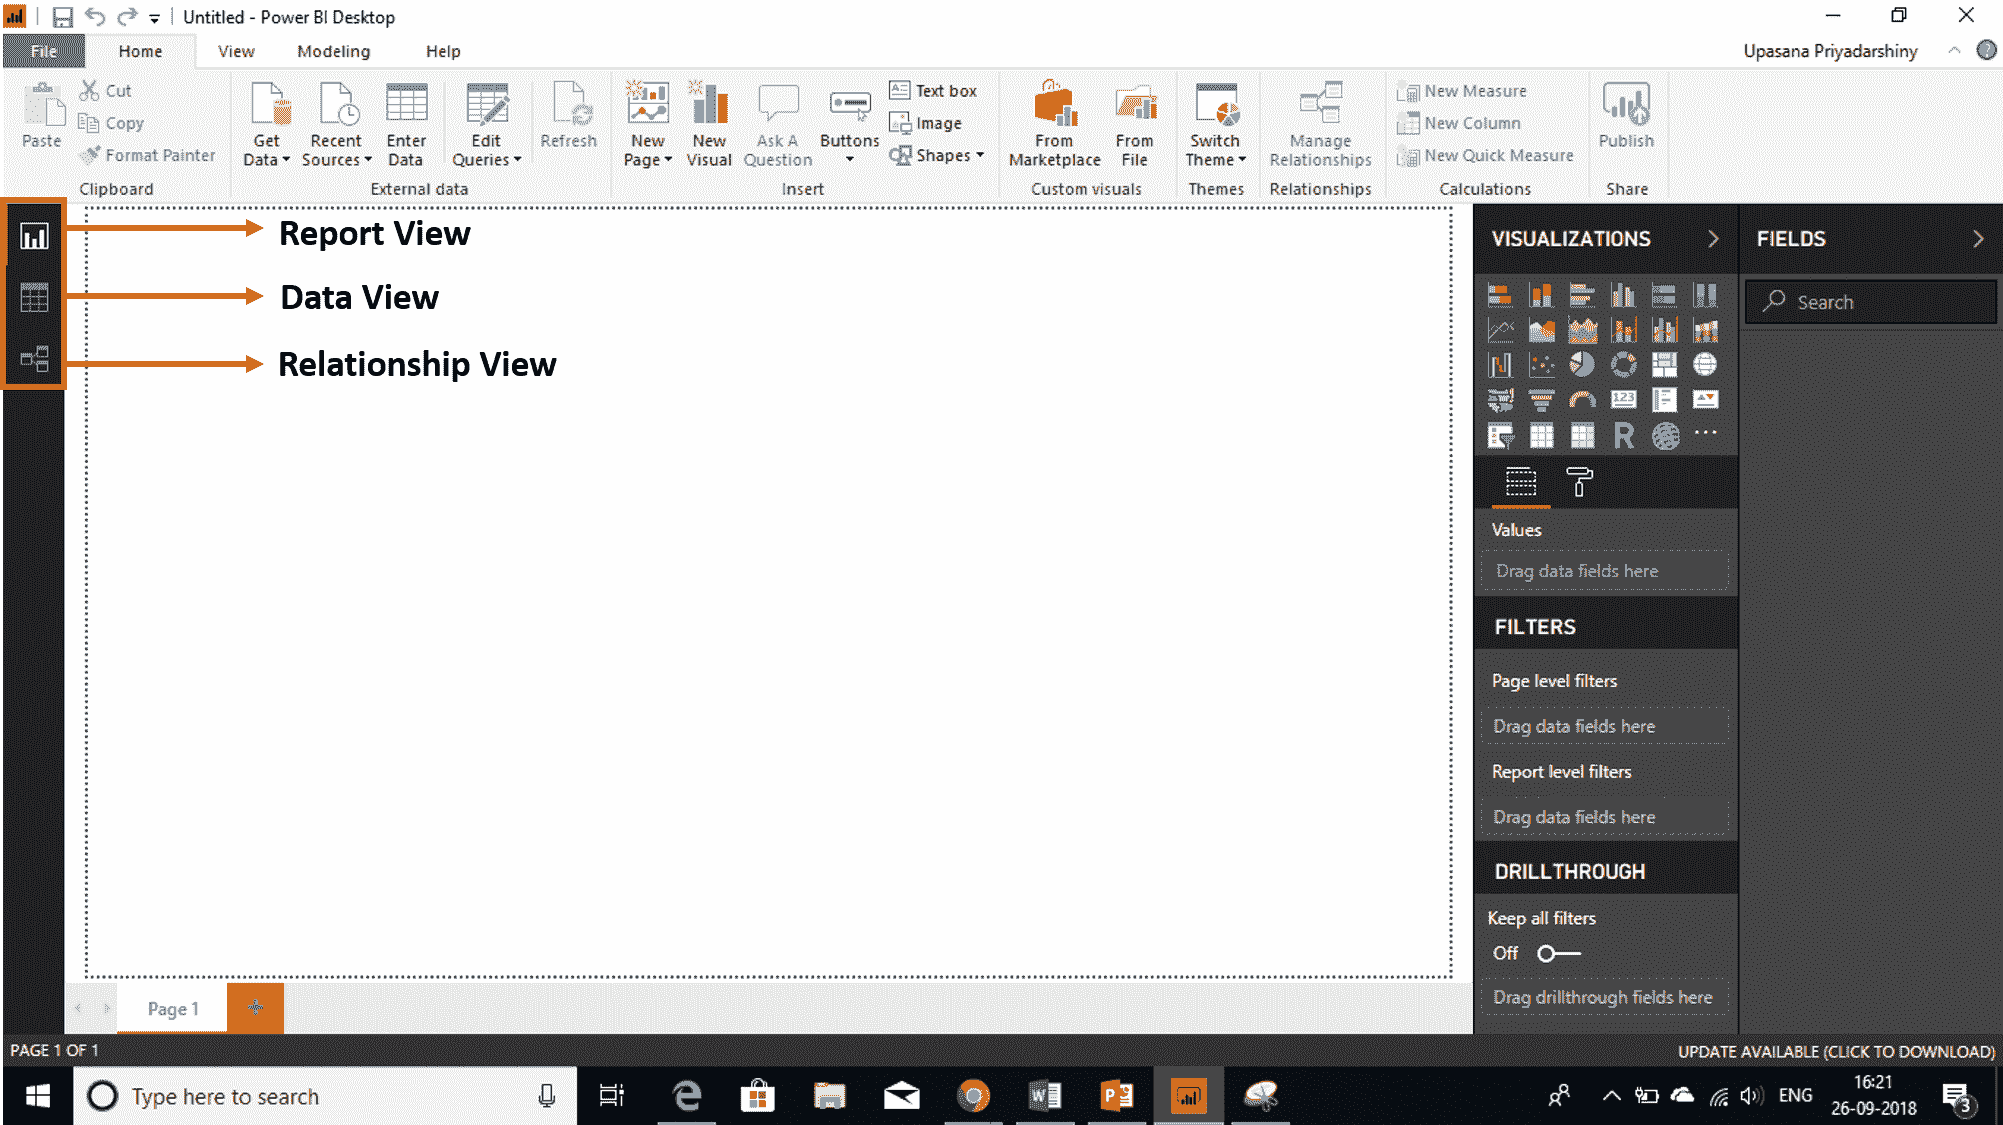 Untitled - Power BI Desktop
File Home View Modeling Help Upasana Priyadarshiny
Paste
Cut
Copy
Format Painter
Clipboard
Get Data
Recent Sources
Enter Data
Edit Queries
Refresh
External data
New Page
New Visual
Ask A Question
Buttons
Text box
Image
Shapes
Insert
From Marketplace
From File
Custom visuals
Switch Theme
Themes
Manage Relationships
Relationships
New Measure
New Column
New Quick Measure
Calculations
Publish
Share
Report View
Data View
Relationship View
VISUALIZATIONS
123
R
Values
Drag data fields here
FILTERS
Page level filters
Drag data fields here
Report level filters
Drag data fields here
DRILLTHROUGH
Keep all filters
Off
Drag drillthrough fields here
FIELDS
Search
Page 1
PAGE 1 OF 1
UPDATE AVAILABLE (CLICK TO DOWNLOAD)
Type here to search
ENG
16:21
26-09-2018
3